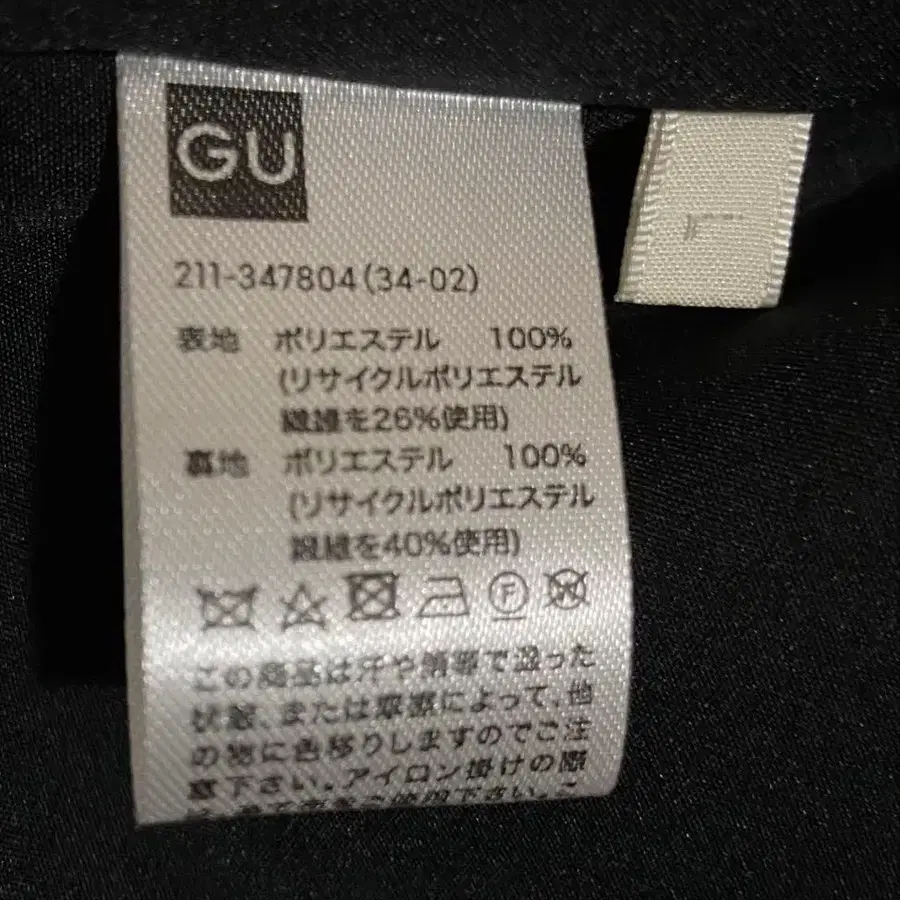 GU
211-347804(34-02)
表地 ポリエステル 100%
(リサイクルポリエステル
繊維を26%使用)
裏地 ポリエステル 100%
(リサイクルポリエステル
繊維を40%使用)
F
この商品は汗や雨等で湿った
状態、または摩擦によって、他
の物に色移りしますのでご注
意下さい。アイロン掛けの際
使用下さい。
L